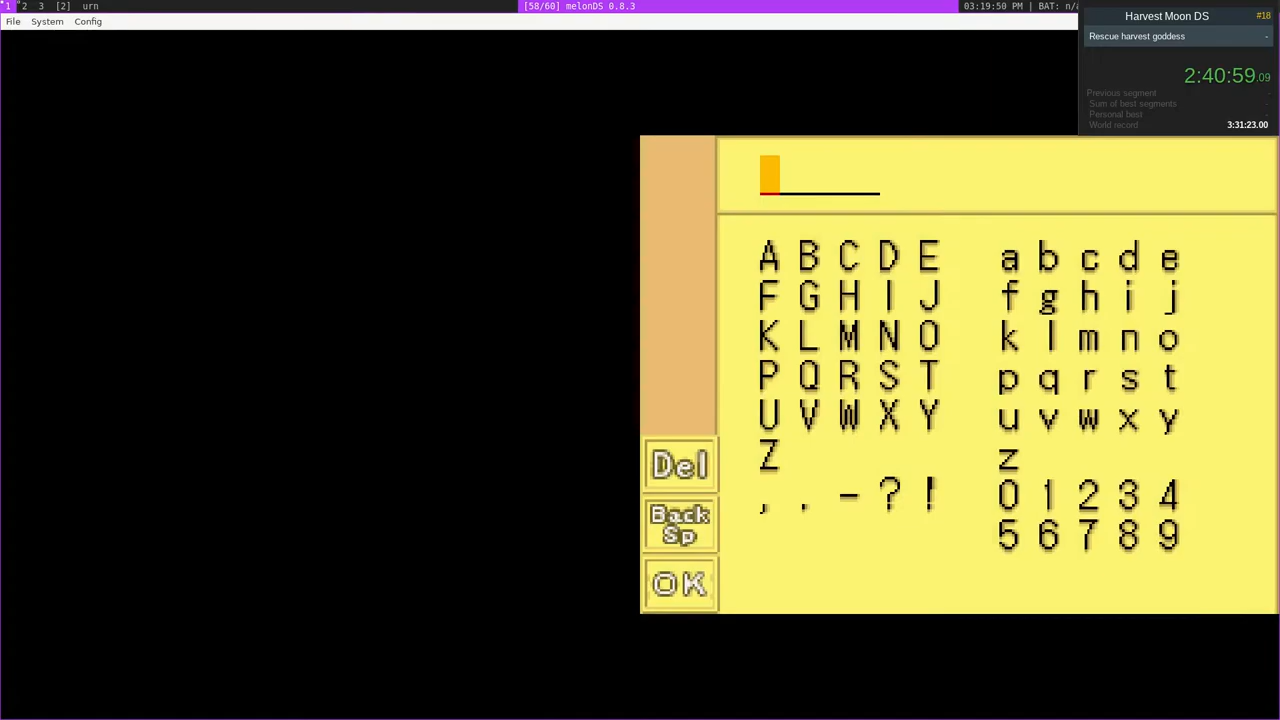 1 2 3 [2] urn [58/60] melonDS 0.8.3 03:19:50 PM | BAT: n/a
File System Config
Harvest Moon DS #18
Rescue harvest goddess -
2:40:59.09
Previous segment -
Sum of best segments -
Personal best -
World record 3:31:23.00
A B C D E a b c d e
F G H I J f g h i j
K L M N O k l m n o
P Q R S T p q r s t
U V W X Y u v w x y
Z z
, . - ? ! 0 1 2 3 4
5 6 7 8 9
Del
Back
Sp
OK